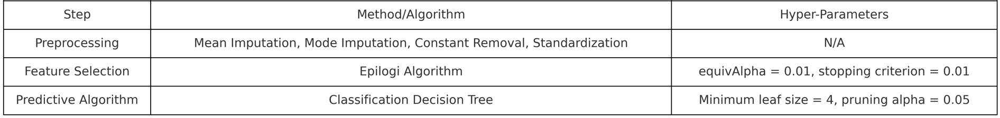 Step Method/Algorithm Hyper-Parameters
Preprocessing Mean Imputation, Mode Imputation, Constant Removal, Standardization N/A
Feature Selection Epilogi Algorithm equivAlpha = 0.01, stopping criterion = 0.01
Predictive Algorithm Classification Decision Tree Minimum leaf size = 4, pruning alpha = 0.05